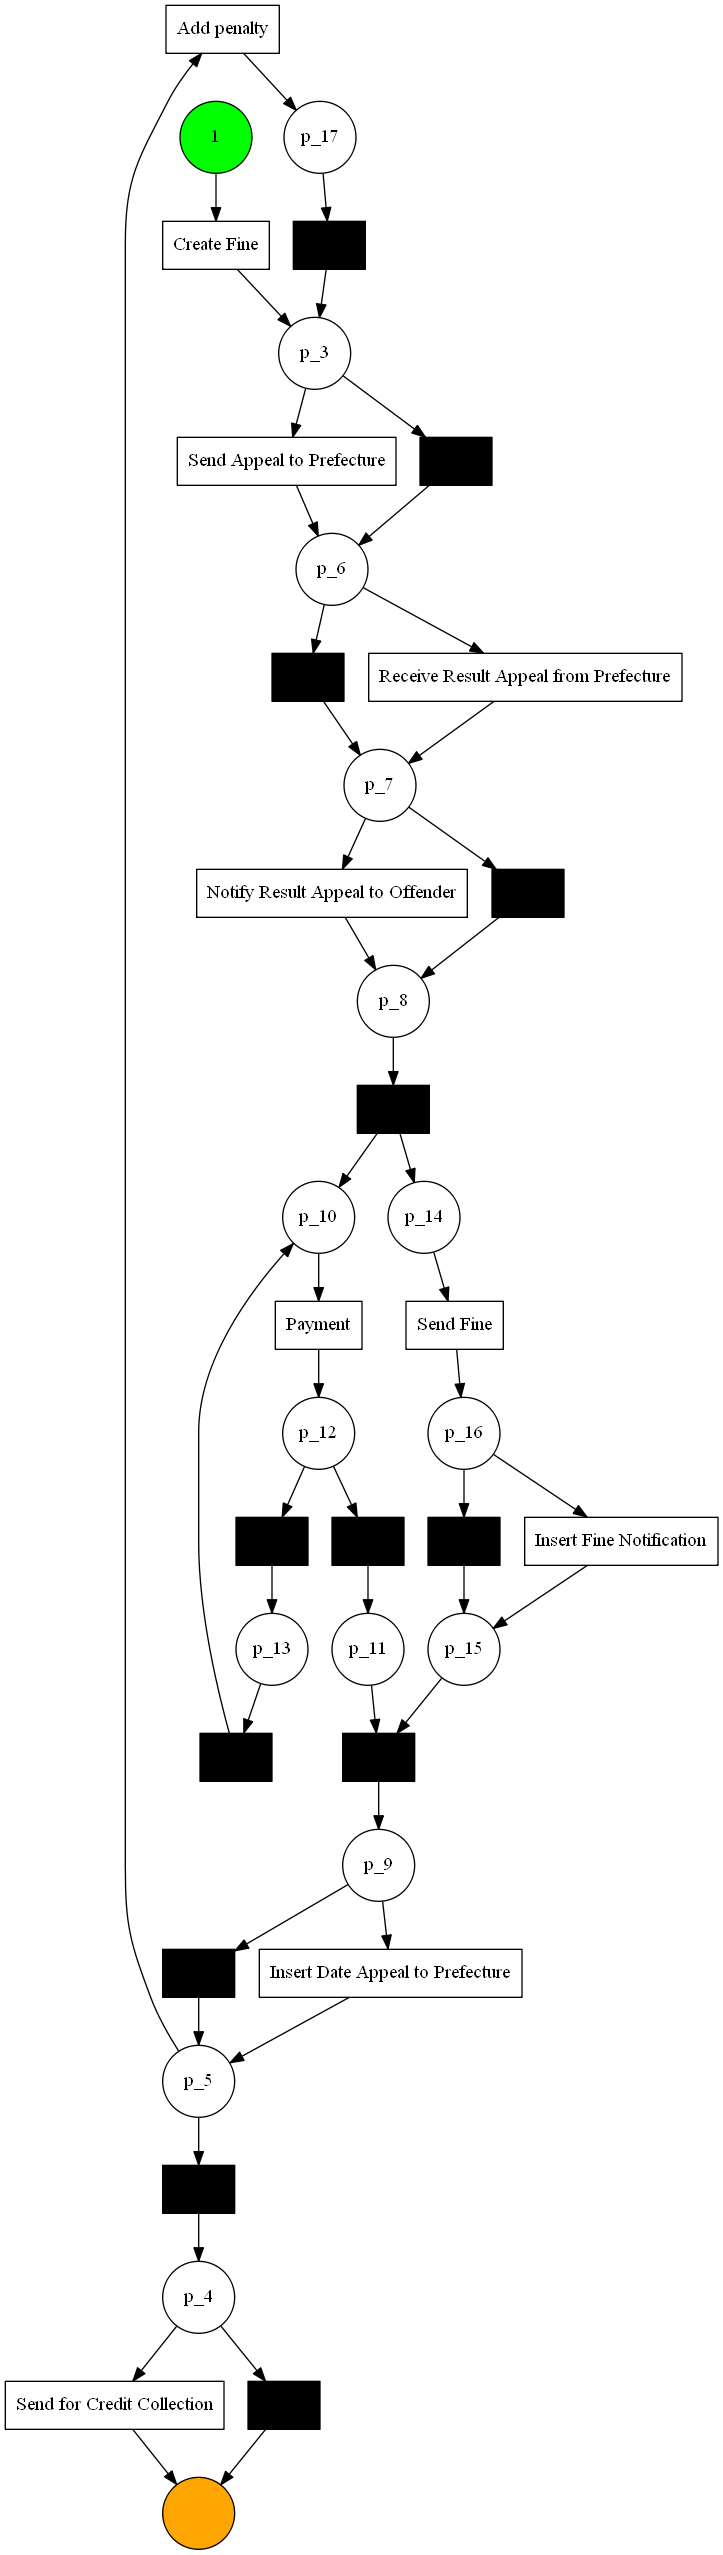 Add penalty
1
p_17
Create Fine
p_3
Send Appeal to Prefecture
p_6
Receive Result Appeal from Prefecture
p_7
Notify Result Appeal to Offender
p_8
p_10
p_14
Payment
Send Fine
p_12
p_16
Insert Fine Notification
p_13
p_11
p_15
p_9
Insert Date Appeal to Prefecture
p_5
p_4
Send for Credit Collection